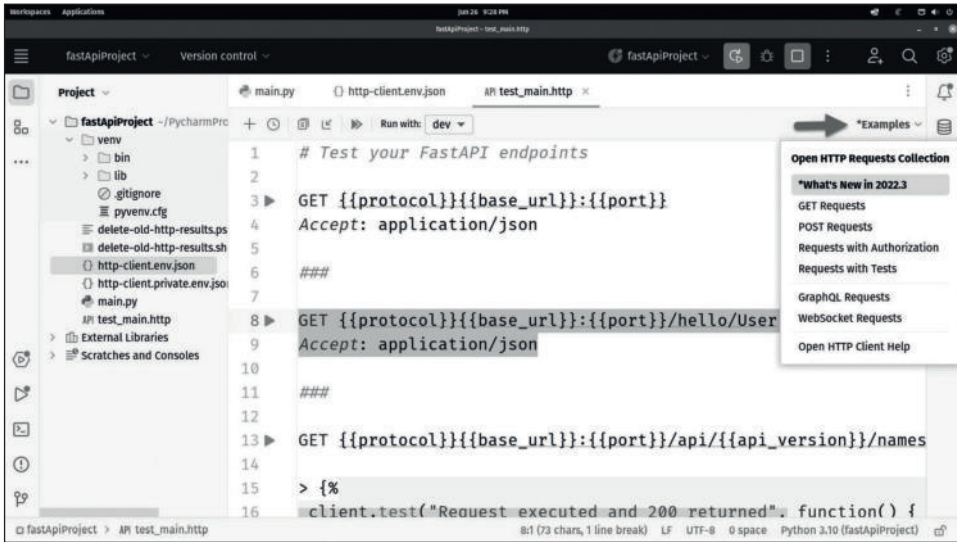 Workspaces Applications
Jun 26 9:28 PM
fastApiProject – test_main.http
fastApiProject
Version control
fastApiProject
Project
fastApiProject ~/PycharmPro
venv
bin
lib
.gitignore
pyvenv.cfg
delete-old-http-results.ps
delete-old-http-results.sh
http-client.env.json
http-client.private.env.jso
main.py
API test_main.http
External Libraries
Scratches and Consoles
main.py
http-client.env.json
API test_main.http
Run with: dev
*Examples
1 # Test your FastAPI endpoints
2
3 GET {{protocol}}{{base_url}}:{{port}}
4 Accept: application/json
5
6 ###
7
8 GET {{protocol}}{{base_url}}:{{port}}/hello/User
9 Accept: application/json
10
11 ###
12
13 GET {{protocol}}{{base_url}}:{{port}}/api/{{api_version}}/names
14
15 > {%
16 client.test("Request executed and 200 returned", function() {
Open HTTP Requests Collection
*What's New in 2022.3
GET Requests
POST Requests
Requests with Authorization
Requests with Tests
GraphQL Requests
WebSocket Requests
Open HTTP Client Help
fastApiProject > API test_main.http
8:1 (73 chars, 1 line break) LF UTF-8 0 space Python 3.10 (fastApiProject)